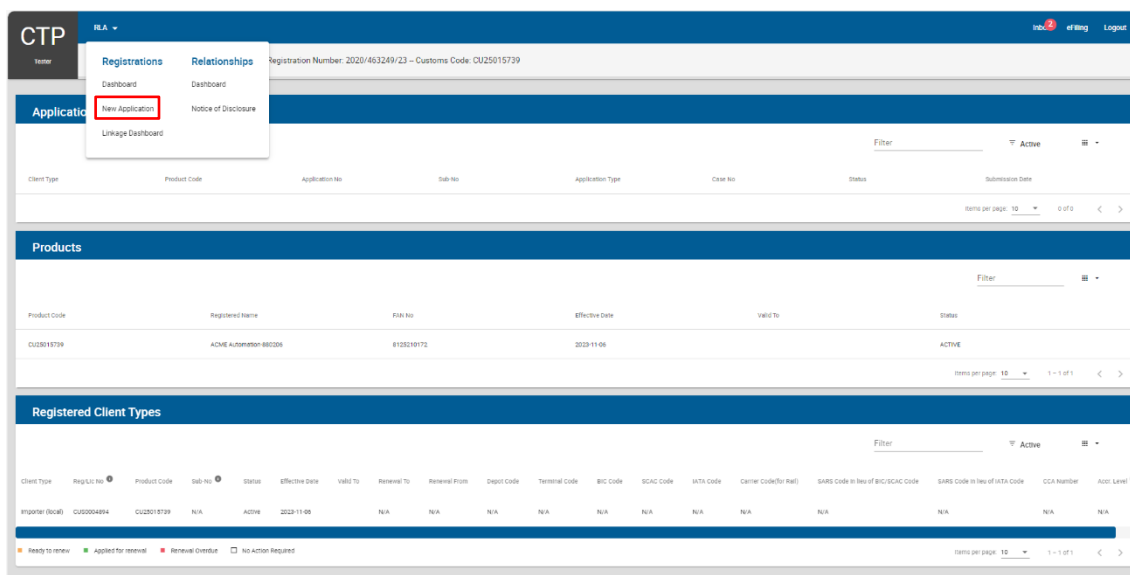 CTP
RLA
Inbox 2 eFiling Logout
Tester
Registrations Relationships
Registration Number: 2020/463249/23 – Customs Code: CU25015739
Dashboard Dashboard
New Application Notice of Disclosure
Linkage Dashboard
Applicatio
Filter Active
Client Type Product Code Application No Sub-No Application Type Case No Status Submission Date
Items per page: 10 0 of 0
Products
Filter
Product Code Registered Name FAN No Effective Date Valid To Status
CU25015739 ACME Automation-860206 8125210172 2023-11-06 ACTIVE
Items per page: 10 1 – 1 of 1
Registered Client Types
Filter Active
Client Type Reg/Lic No Product Code Sub-No Status Effective Date Valid To Renewal To Renewal From Depot Code Terminal Code BIC Code SCAC Code IATA Code Carrier Code(for Rail) SARS Code in lieu of BIC/SCAC Code SARS Code in lieu of IATA Code CCA Number Accr. Level
Importer (local) CUS0004894 CU25015739 N/A Active 2023-11-06 N/A N/A N/A N/A N/A N/A N/A N/A N/A N/A N/A N/A
Ready to renew Applied for renewal Renewal Overdue No Action Required
Items per page: 10 1 – 1 of 1